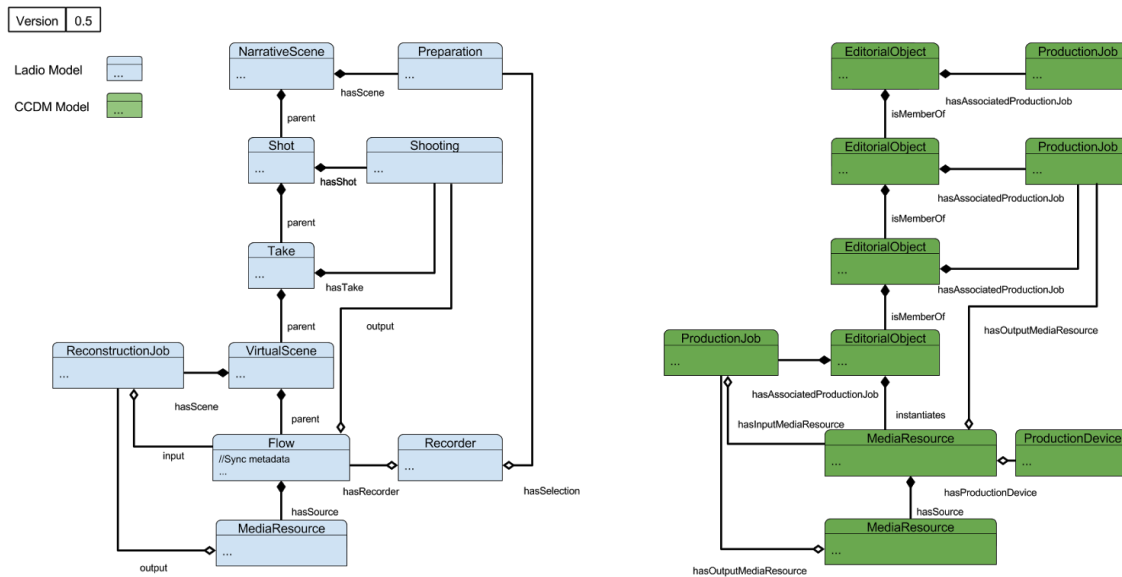 Version 0.5
Ladio Model
...
CCDM Model
...
NarrativeScene
...
Preparation
...
hasScene
parent
Shot
...
Shooting
...
hasShot
parent
Take
...
hasTake
parent
output
ReconstructionJob
...
VirtualScene
...
hasScene
parent
input
Flow
//Sync metadata
...
Recorder
...
hasRecorder
hasSelection
hasSource
MediaResource
...
output
EditorialObject
...
ProductionJob
...
hasAssociatedProductionJob
isMemberOf
EditorialObject
...
ProductionJob
...
hasAssociatedProductionJob
isMemberOf
EditorialObject
...
hasAssociatedProductionJob
isMemberOf
hasOutputMediaResource
ProductionJob
...
EditorialObject
...
hasAssociatedProductionJob
instantiates
hasInputMediaResource
MediaResource
...
ProductionDevice
...
hasProductionDevice
hasSource
MediaResource
...
hasOutputMediaResource